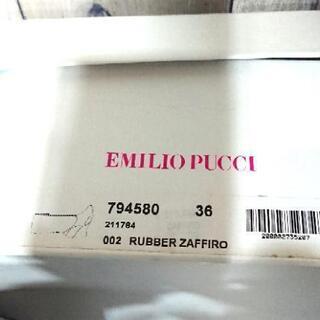 EMILIO PUCCI
794580 36
211784
002 RUBBER ZAFFIRO